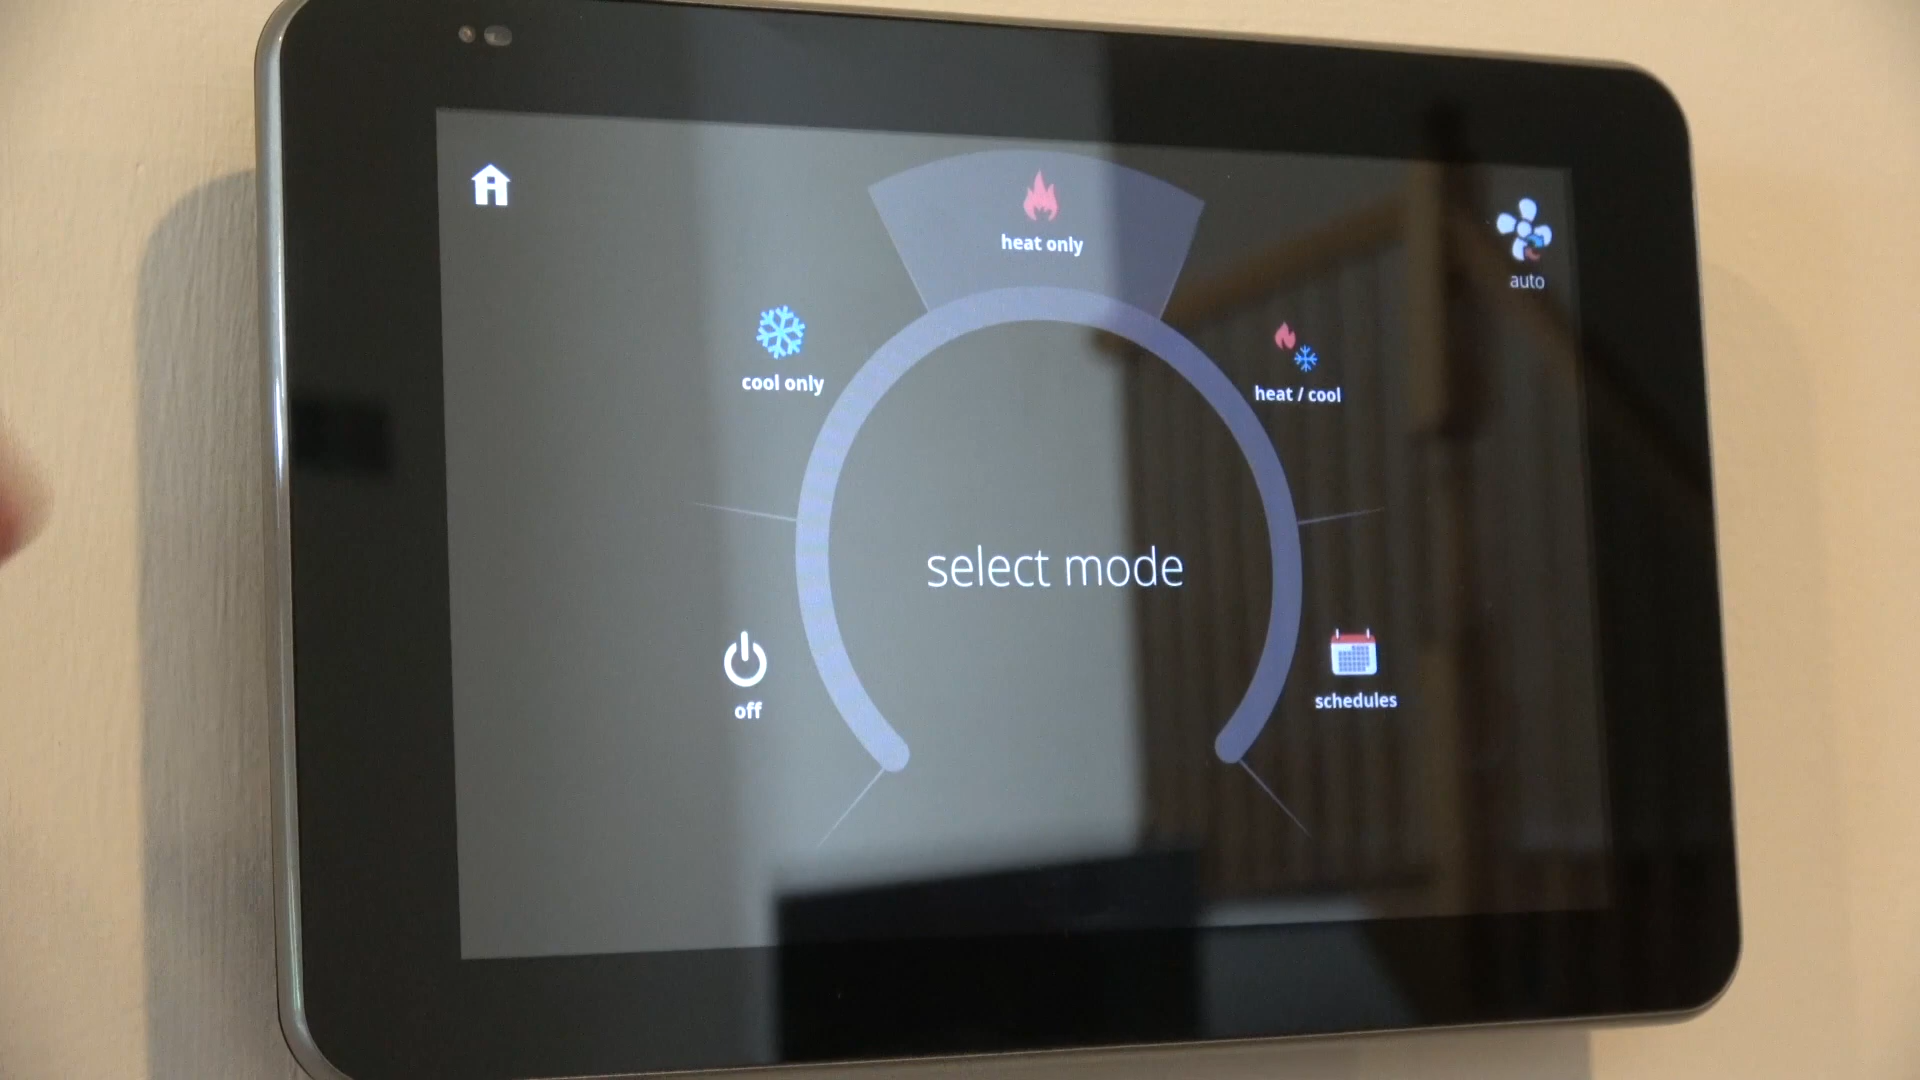 heat only
auto
cool only
heat / cool
select mode
off
schedules